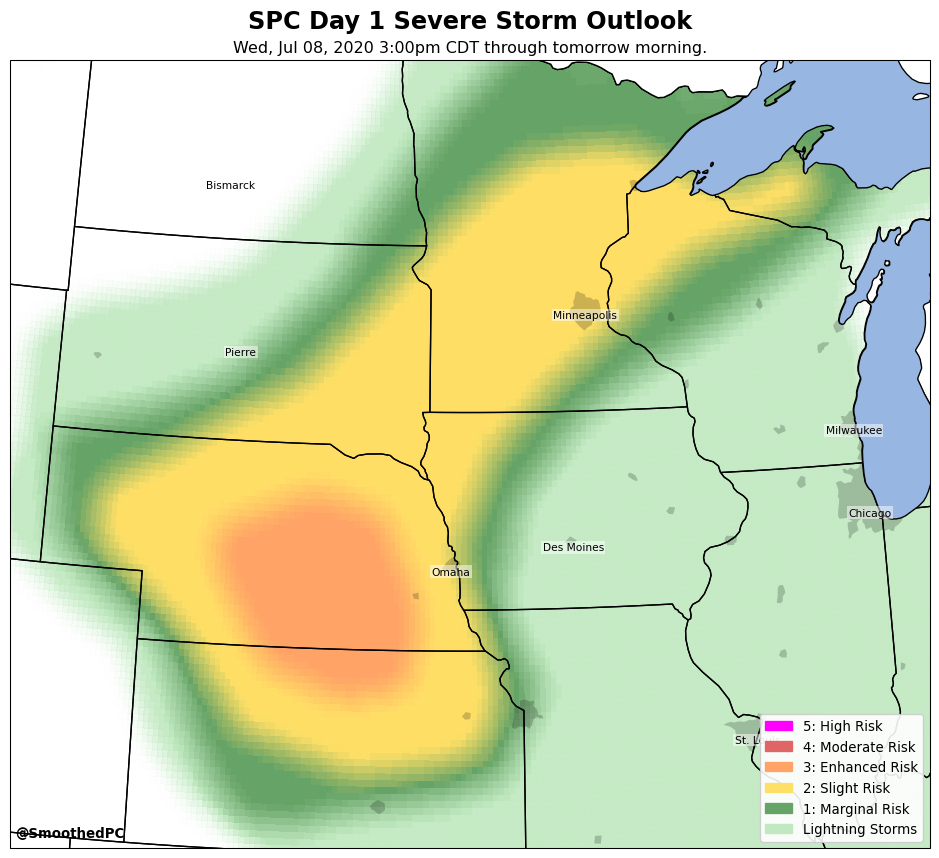 SPC Day 1 Severe Storm Outlook
Wed, Jul 08, 2020 3:00pm CDT through tomorrow morning.
Bismarck
Minneapolis
Pierre
Milwaukee
Chicago
Des Moines
Omaha
St. L
5: High Risk
4: Moderate Risk
3: Enhanced Risk
2: Slight Risk
1: Marginal Risk
Lightning Storms
@SmoothedPC